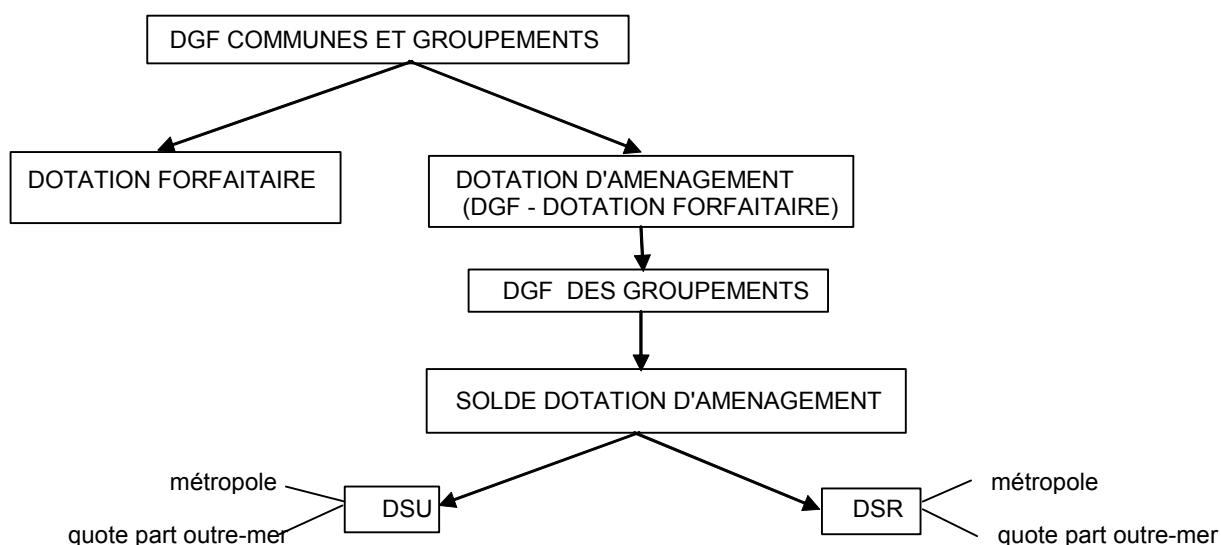 DGF COMMUNES ET GROUPEMENTS
DOTATION FORFAITAIRE
DOTATION D'AMENAGEMENT
(DGF - DOTATION FORFAITAIRE)
DGF DES GROUPEMENTS
SOLDE DOTATION D'AMENAGEMENT
métropole
DSU
quote part outre-mer
métropole
DSR
quote part outre-mer